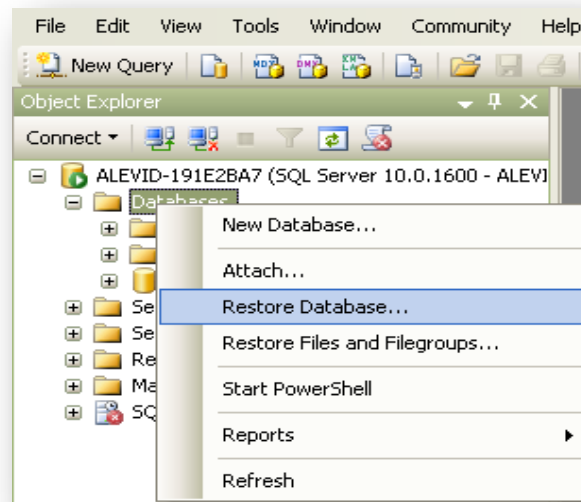 File Edit View Tools Window Community Help
New Query
Object Explorer
Connect
ALEVID-191E2BA7 (SQL Server 10.0.1600 - ALEVI
Databases
New Database...
Attach...
Se
Restore Database...
Se
Restore Files and Filegroups...
Re
Ma
Start PowerShell
SQ
Reports
Refresh